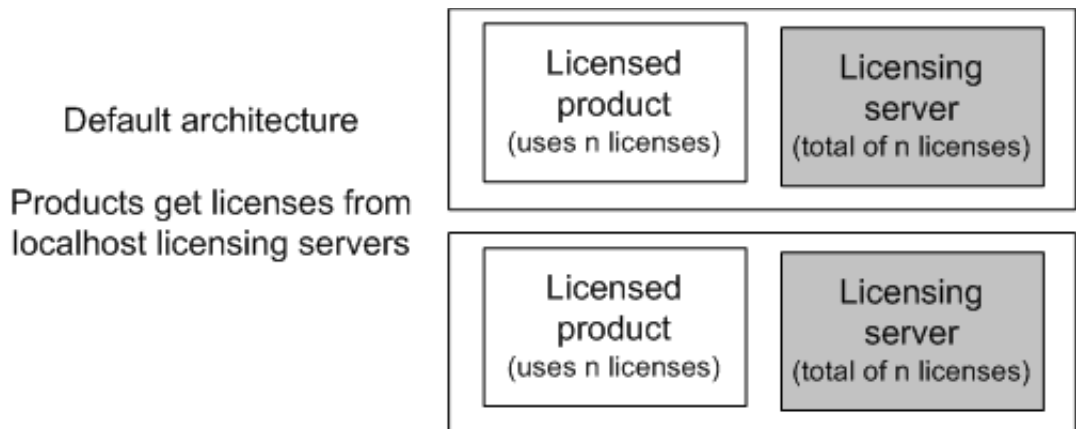 Default architecture
Products get licenses from
localhost licensing servers
Licensed
product
(uses n licenses)
Licensing
server
(total of n licenses)
Licensed
product
(uses n licenses)
Licensing
server
(total of n licenses)